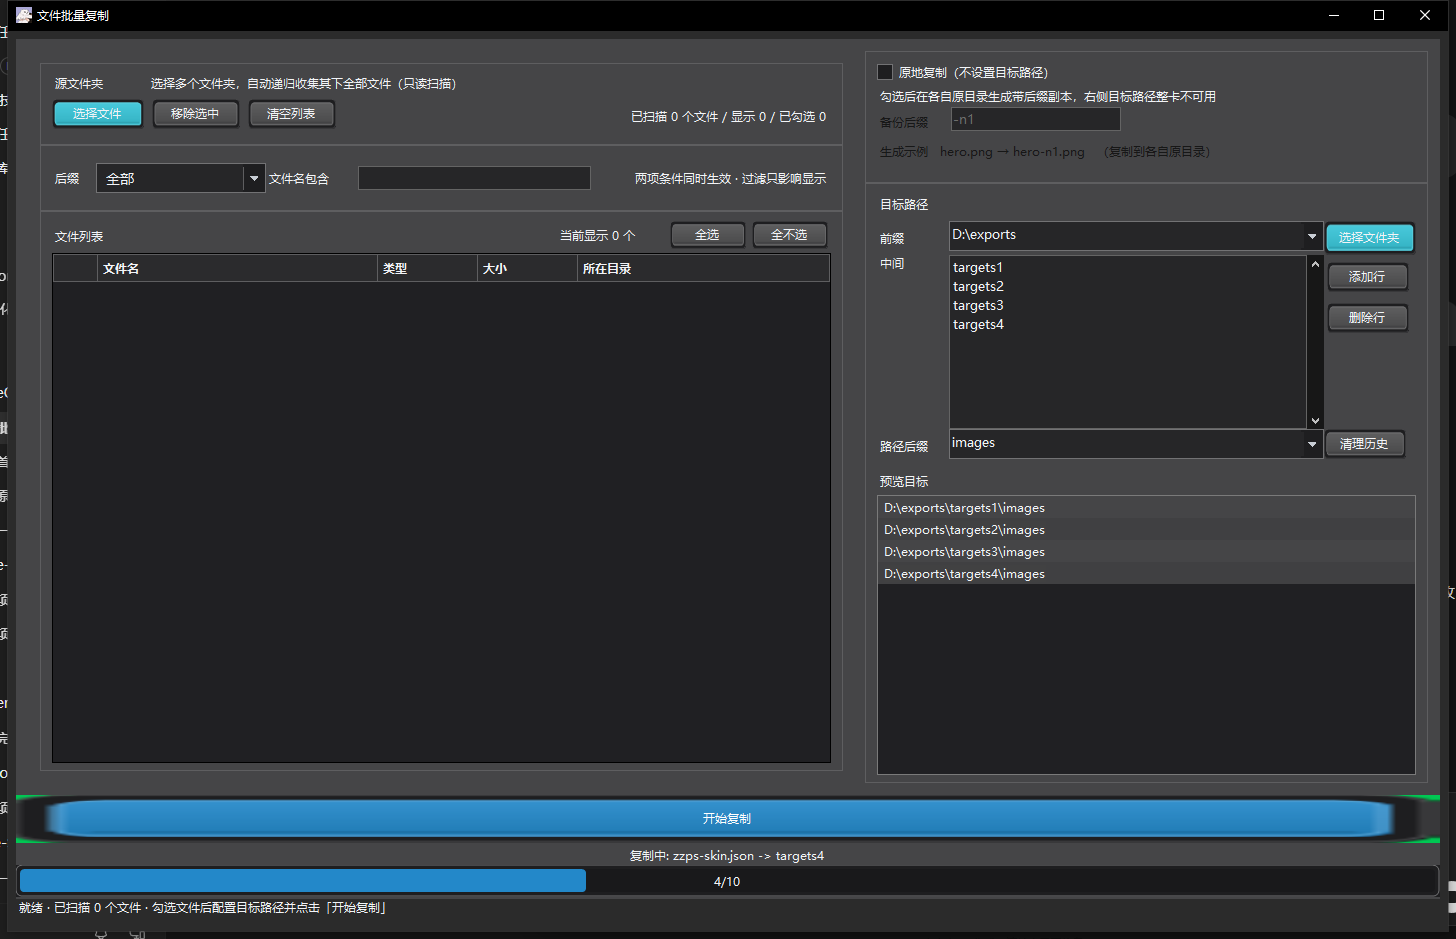 文件批量复制
源文件夹 选择多个文件夹，自动递归收集其下全部文件（只读扫描）
选择文件 移除选中 清空列表 已扫描 0 个文件 / 显示 0 / 已勾选 0
后缀 全部 文件名包含 两项条件同时生效 · 过滤只影响显示
文件列表 当前显示 0 个 全选 全不选
文件名 类型 大小 所在目录
原地复制（不设置目标路径）
勾选后在各自原目录生成带后缀副本，右侧目标路径整卡不可用
备份后缀 -n1
生成示例 hero.png → hero-n1.png （复制到各自原目录）
目标路径
前缀 D:\exports 选择文件夹
中间 targets1 添加行
targets2
targets3 删除行
targets4
路径后缀 images 清理历史
预览目标
D:\exports\targets1\images
D:\exports\targets2\images
D:\exports\targets3\images
D:\exports\targets4\images
开始复制
复制中: zzps-skin.json -> targets4
4/10
就绪 · 已扫描 0 个文件 · 勾选文件后配置目标路径并点击「开始复制」